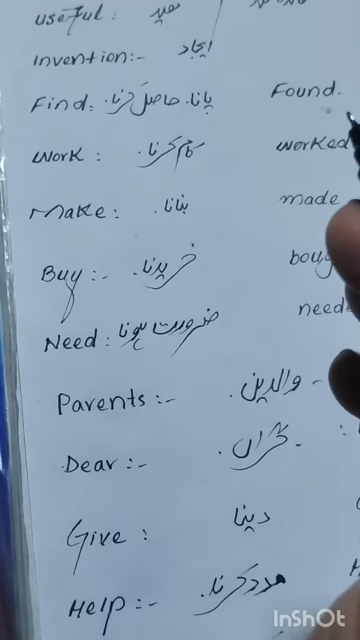 useful: مفید
Invention:- ایجاد
Find: پانا۔ حاصل کرنا۔ Found.
Work: کام کرنا۔ worked
Make: بنانا۔ made
Buy:- خریدنا۔
Need: ضرورت ہونا
Parents:- والدین۔
Dear:-
Give: دینا
Help:- مدد کرنا۔
InShOt